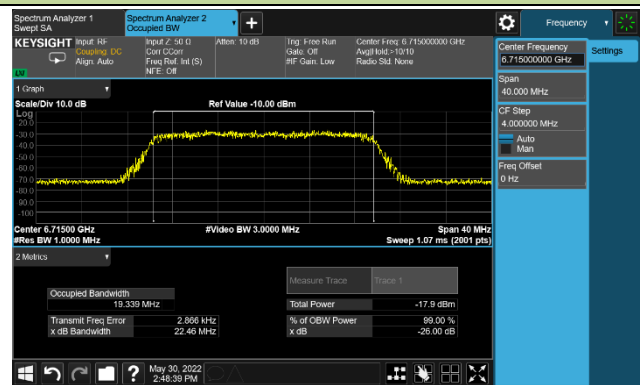 Spectrum Analyzer 1
Swept SA
Spectrum Analyzer 2
Occupied BW
Frequency
KEYSIGHT
Input: RF
Coupling: DC
Align: Auto
Input Z: 50 Ω
Corr CCorr
Freq Ref: Int (S)
NFE: Off
Atten: 10 dB
Trig: Free Run
Gate: Off
#IF Gain: Low
Center Freq: 6.715000000 GHz
Avg|Hold:>10/10
Radio Std: None
Center Frequency
6.715000000 GHz
Settings
Span
40.000 MHz
CF Step
4.000000 MHz
Auto
Man
Freq Offset
0 Hz
1 Graph
Scale/Div 10.0 dB
Ref Value -10.00 dBm
Log
-20.0
-30.0
-40.0
-50.0
-60.0
-70.0
-80.0
-90.0
-100
Center 6.71500 GHz
#Video BW 3.0000 MHz
Span 40 MHz
#Res BW 1.0000 MHz
Sweep 1.07 ms (2001 pts)
2 Metrics
Measure Trace
Trace 1
Occupied Bandwidth
19.339 MHz
Total Power
-17.9 dBm
Transmit Freq Error
2.866 kHz
% of OBW Power
99.00 %
x dB Bandwidth
22.46 MHz
x dB
-26.00 dB
?
May 30, 2022
2:48:39 PM